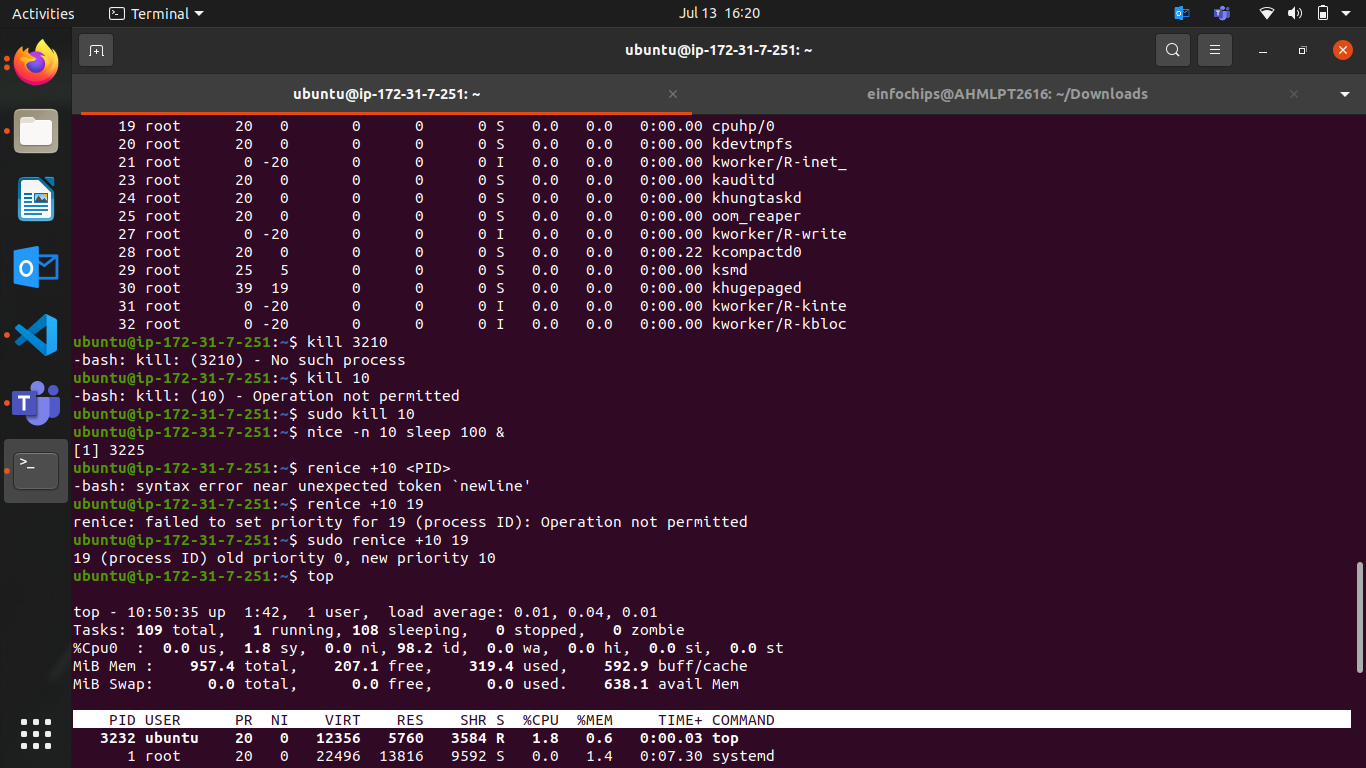 Activities Terminal Jul 13 16:20
ubuntu@ip-172-31-7-251: ~
ubuntu@ip-172-31-7-251: ~ × einfochips@AHMLPT2616: ~/Downloads ×
19 root 20 0 0 0 0 S 0.0 0.0 0:00.00 cpuhp/0
20 root 20 0 0 0 0 S 0.0 0.0 0:00.00 kdevtmpfs
21 root 0 -20 0 0 0 I 0.0 0.0 0:00.00 kworker/R-inet_
23 root 20 0 0 0 0 S 0.0 0.0 0:00.00 kauditd
24 root 20 0 0 0 0 S 0.0 0.0 0:00.00 khungtaskd
25 root 20 0 0 0 0 S 0.0 0.0 0:00.00 oom_reaper
27 root 0 -20 0 0 0 I 0.0 0.0 0:00.00 kworker/R-write
28 root 20 0 0 0 0 S 0.0 0.0 0:00.22 kcompactd0
29 root 25 5 0 0 0 S 0.0 0.0 0:00.00 ksmd
30 root 39 19 0 0 0 S 0.0 0.0 0:00.00 khugepaged
31 root 0 -20 0 0 0 I 0.0 0.0 0:00.00 kworker/R-kinte
32 root 0 -20 0 0 0 I 0.0 0.0 0:00.00 kworker/R-kbloc
ubuntu@ip-172-31-7-251:~$ kill 3210
-bash: kill: (3210) - No such process
ubuntu@ip-172-31-7-251:~$ kill 10
-bash: kill: (10) - Operation not permitted
ubuntu@ip-172-31-7-251:~$ sudo kill 10
ubuntu@ip-172-31-7-251:~$ nice -n 10 sleep 100 &
[1] 3225
ubuntu@ip-172-31-7-251:~$ renice +10 <PID>
-bash: syntax error near unexpected token `newline'
ubuntu@ip-172-31-7-251:~$ renice +10 19
renice: failed to set priority for 19 (process ID): Operation not permitted
ubuntu@ip-172-31-7-251:~$ sudo renice +10 19
19 (process ID) old priority 0, new priority 10
ubuntu@ip-172-31-7-251:~$ top
top - 10:50:35 up 1:42, 1 user, load average: 0.01, 0.04, 0.01
Tasks: 109 total, 1 running, 108 sleeping, 0 stopped, 0 zombie
%Cpu0 : 0.0 us, 1.8 sy, 0.0 ni, 98.2 id, 0.0 wa, 0.0 hi, 0.0 si, 0.0 st
MiB Mem : 957.4 total, 207.1 free, 319.4 used, 592.9 buff/cache
MiB Swap: 0.0 total, 0.0 free, 0.0 used. 638.1 avail Mem
PID USER PR NI VIRT RES SHR S %CPU %MEM TIME+ COMMAND
3232 ubuntu 20 0 12356 5760 3584 R 1.8 0.6 0:00.03 top
1 root 20 0 22496 13816 9592 S 0.0 1.4 0:07.30 systemd